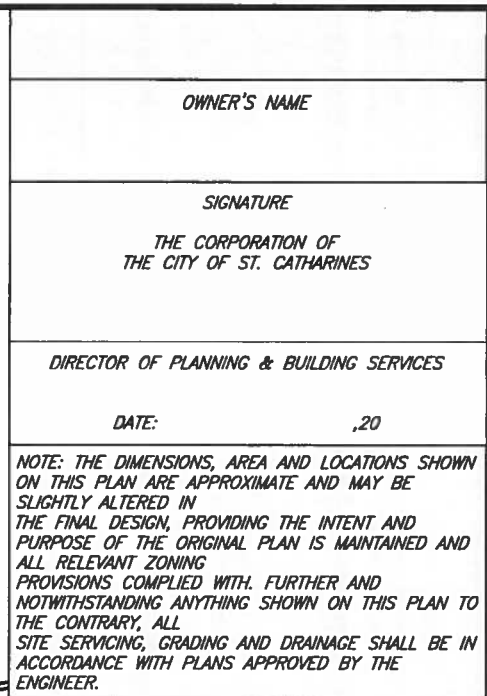 OWNER'S NAME
SIGNATURE
THE CORPORATION OF
THE CITY OF ST. CATHARINES
DIRECTOR OF PLANNING & BUILDING SERVICES
DATE: ,20
NOTE: THE DIMENSIONS, AREA AND LOCATIONS SHOWN
ON THIS PLAN ARE APPROXIMATE AND MAY BE
SLIGHTLY ALTERED IN
THE FINAL DESIGN, PROVIDING THE INTENT AND
PURPOSE OF THE ORIGINAL PLAN IS MAINTAINED AND
ALL RELEVANT ZONING
PROVISIONS COMPLIED WITH. FURTHER AND
NOTWITHSTANDING ANYTHING SHOWN ON THIS PLAN TO
THE CONTRARY, ALL
SITE SERVICING, GRADING AND DRAINAGE SHALL BE IN
ACCORDANCE WITH PLANS APPROVED BY THE
ENGINEER.